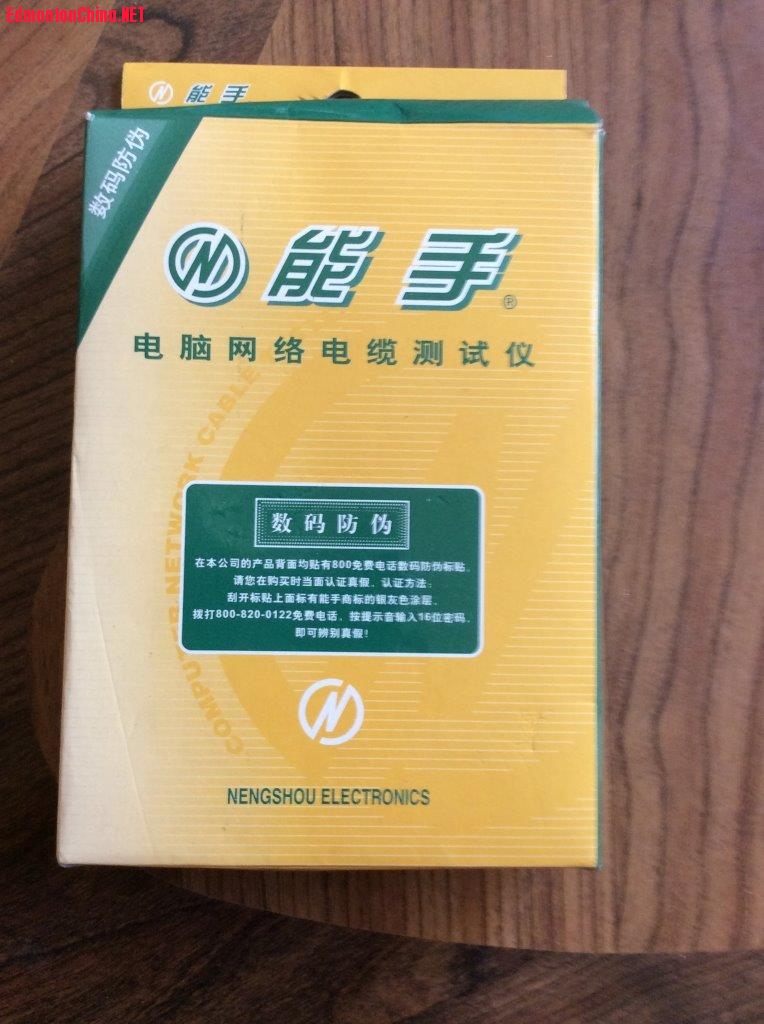 EdmontonChina.NET
能手
数码防伪
能手®
电脑网络电缆测试仪
COMPUTER NETWORK CABLE
数码防伪
在本公司的产品背面均贴有800免费电话数码防伪标贴。
请您在购买时当面认证真假。认证方法：
刮开标贴上面标有能手商标的银灰色涂层，
拨打800-820-0122免费电话，按提示音输入16位密码，
即可辨别真假！
NENGSHOU ELECTRONICS